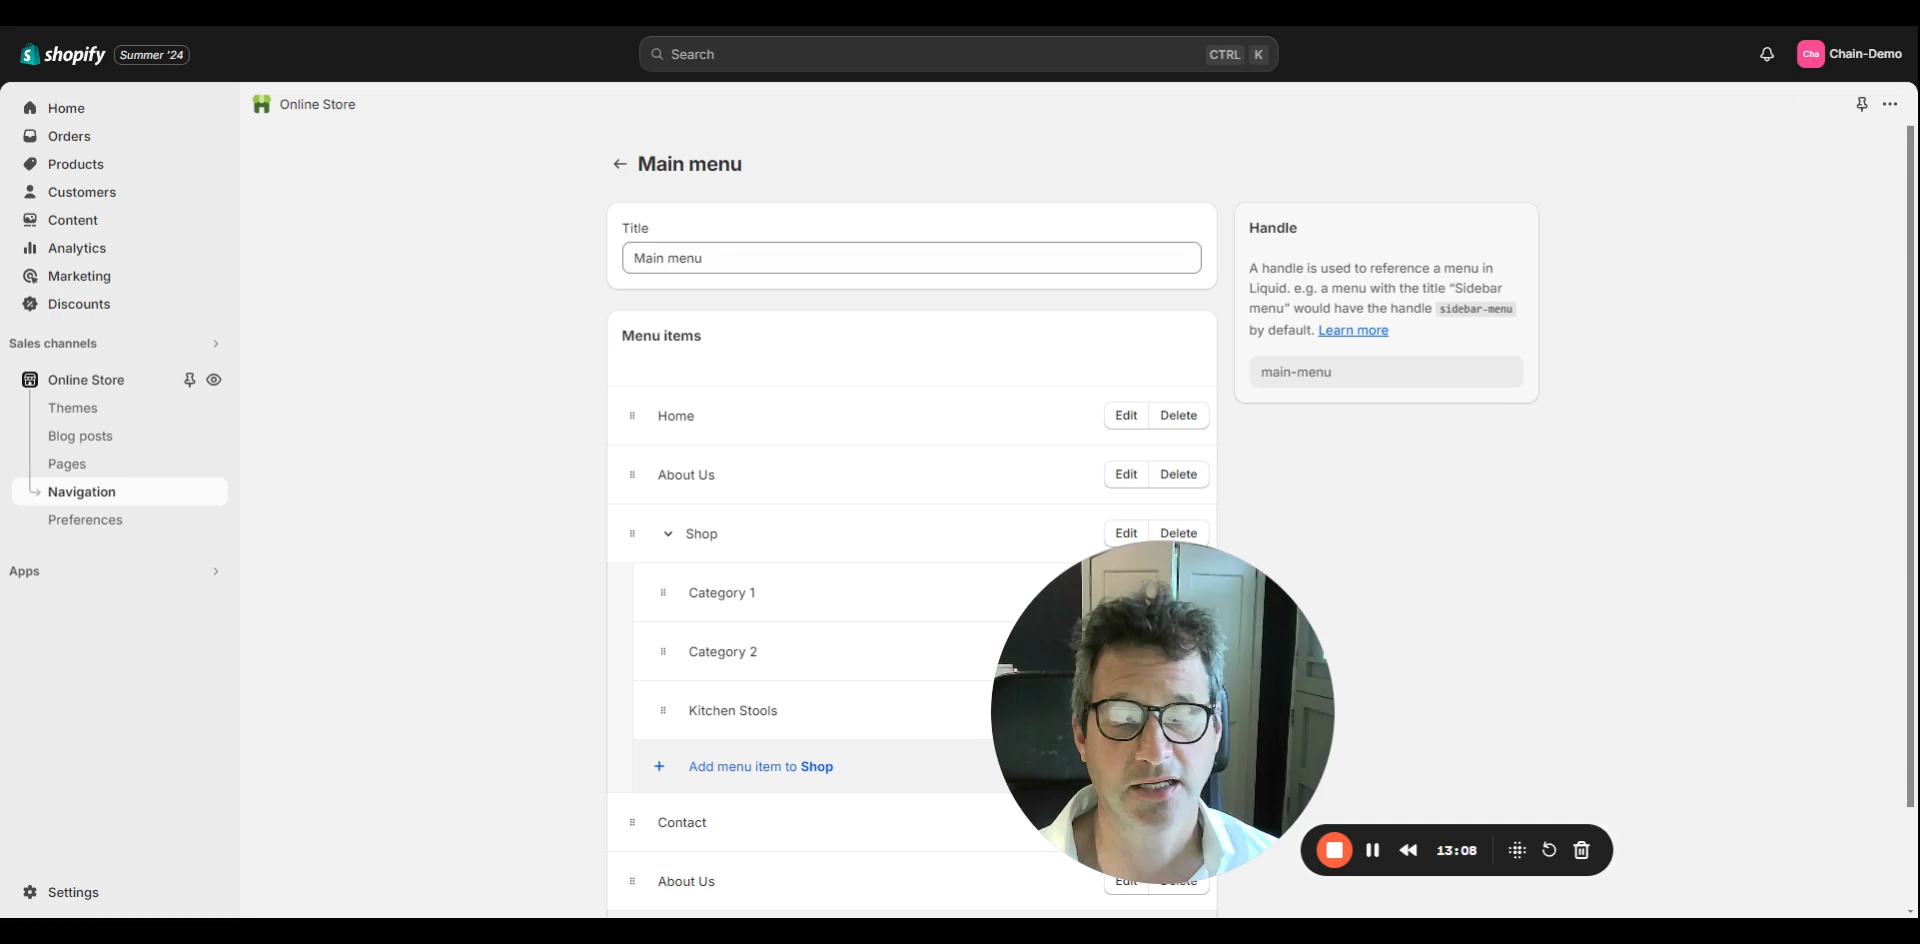 shopify Summer '24
Search CTRL K
Cha Chain-Demo
Home
Orders
Products
Customers
Content
Analytics
Marketing
Discounts
Sales channels
Online Store
Themes
Blog posts
Pages
Navigation
Preferences
Apps
Settings
Online Store
Main menu
Title
Main menu
Menu items
Home Edit Delete
About Us Edit Delete
Shop Edit Delete
Category 1
Category 2
Kitchen Stools
+ Add menu item to Shop
Contact
About Us Edit Delete
Handle
A handle is used to reference a menu in
Liquid. e.g. a menu with the title “Sidebar
menu” would have the handle sidebar-menu
by default. Learn more
main-menu
13:08